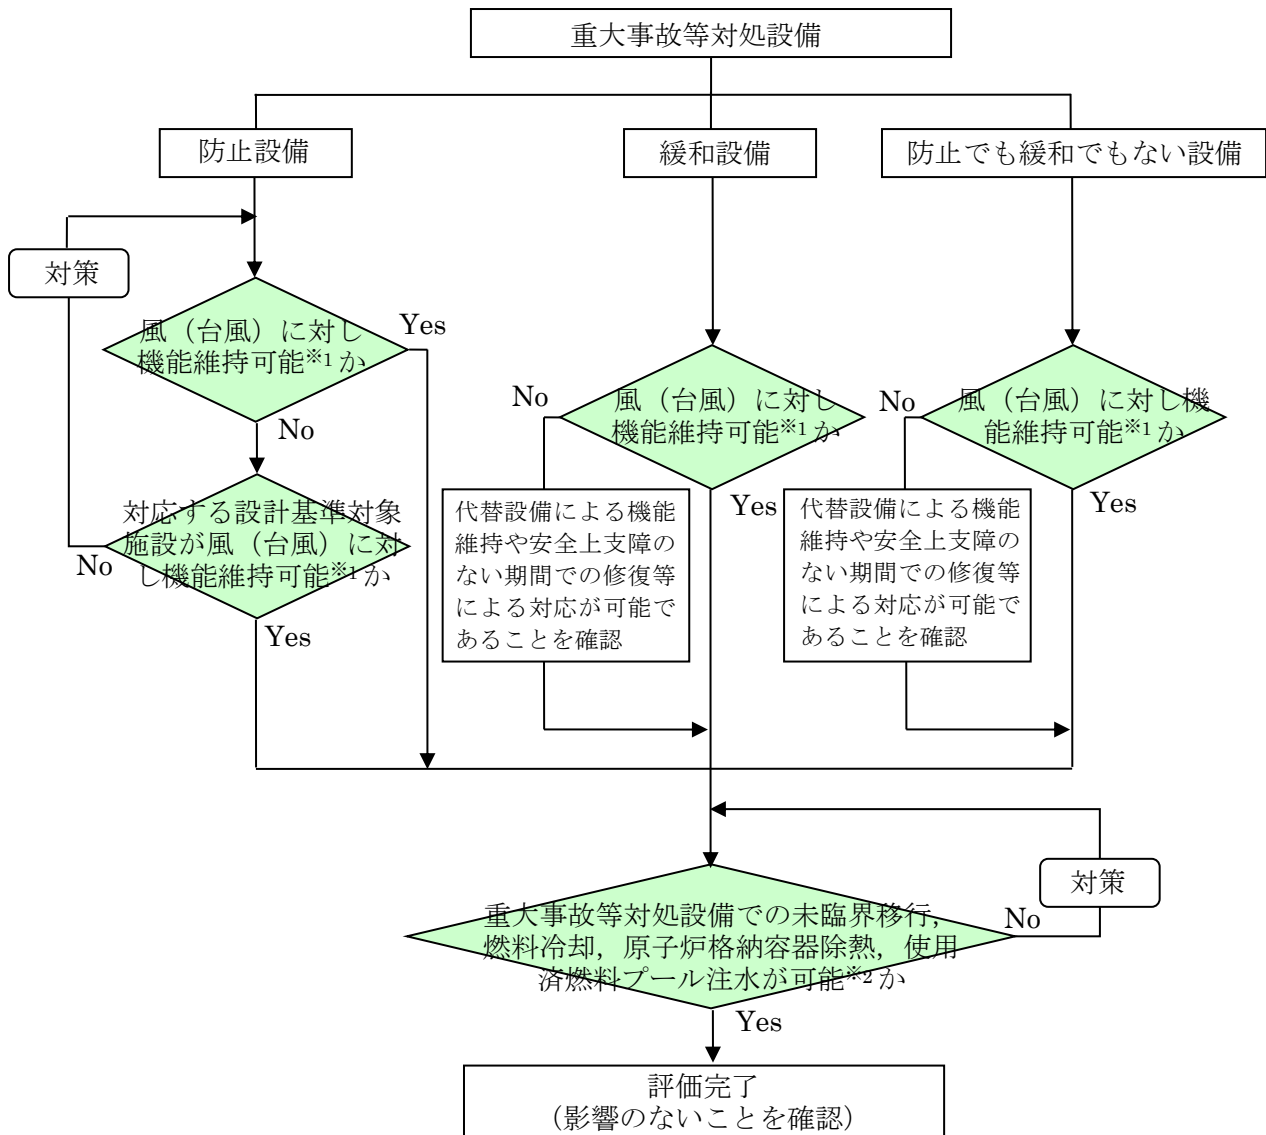 重大事故等対処設備
防止設備
緩和設備
防止でも緩和でもない設備
対策
風（台風）に対し
機能維持可能※1か
Yes
No
対応する設計基準対象
施設が風（台風）に対
し機能維持可能※1か
No
Yes
風（台風）に対し
機能維持可能※1か
No
Yes
代替設備による機能
維持や安全上支障の
ない期間での修復等
による対応が可能で
あることを確認
風（台風）に対し機
能維持可能※1か
No
Yes
代替設備による機能
維持や安全上支障の
ない期間での修復等
による対応が可能で
あることを確認
対策
重大事故等対処設備での未臨界移行，
燃料冷却，原子炉格納容器除熱，使用
済燃料プール注水が可能※2か
No
Yes
評価完了
（影響のないことを確認）